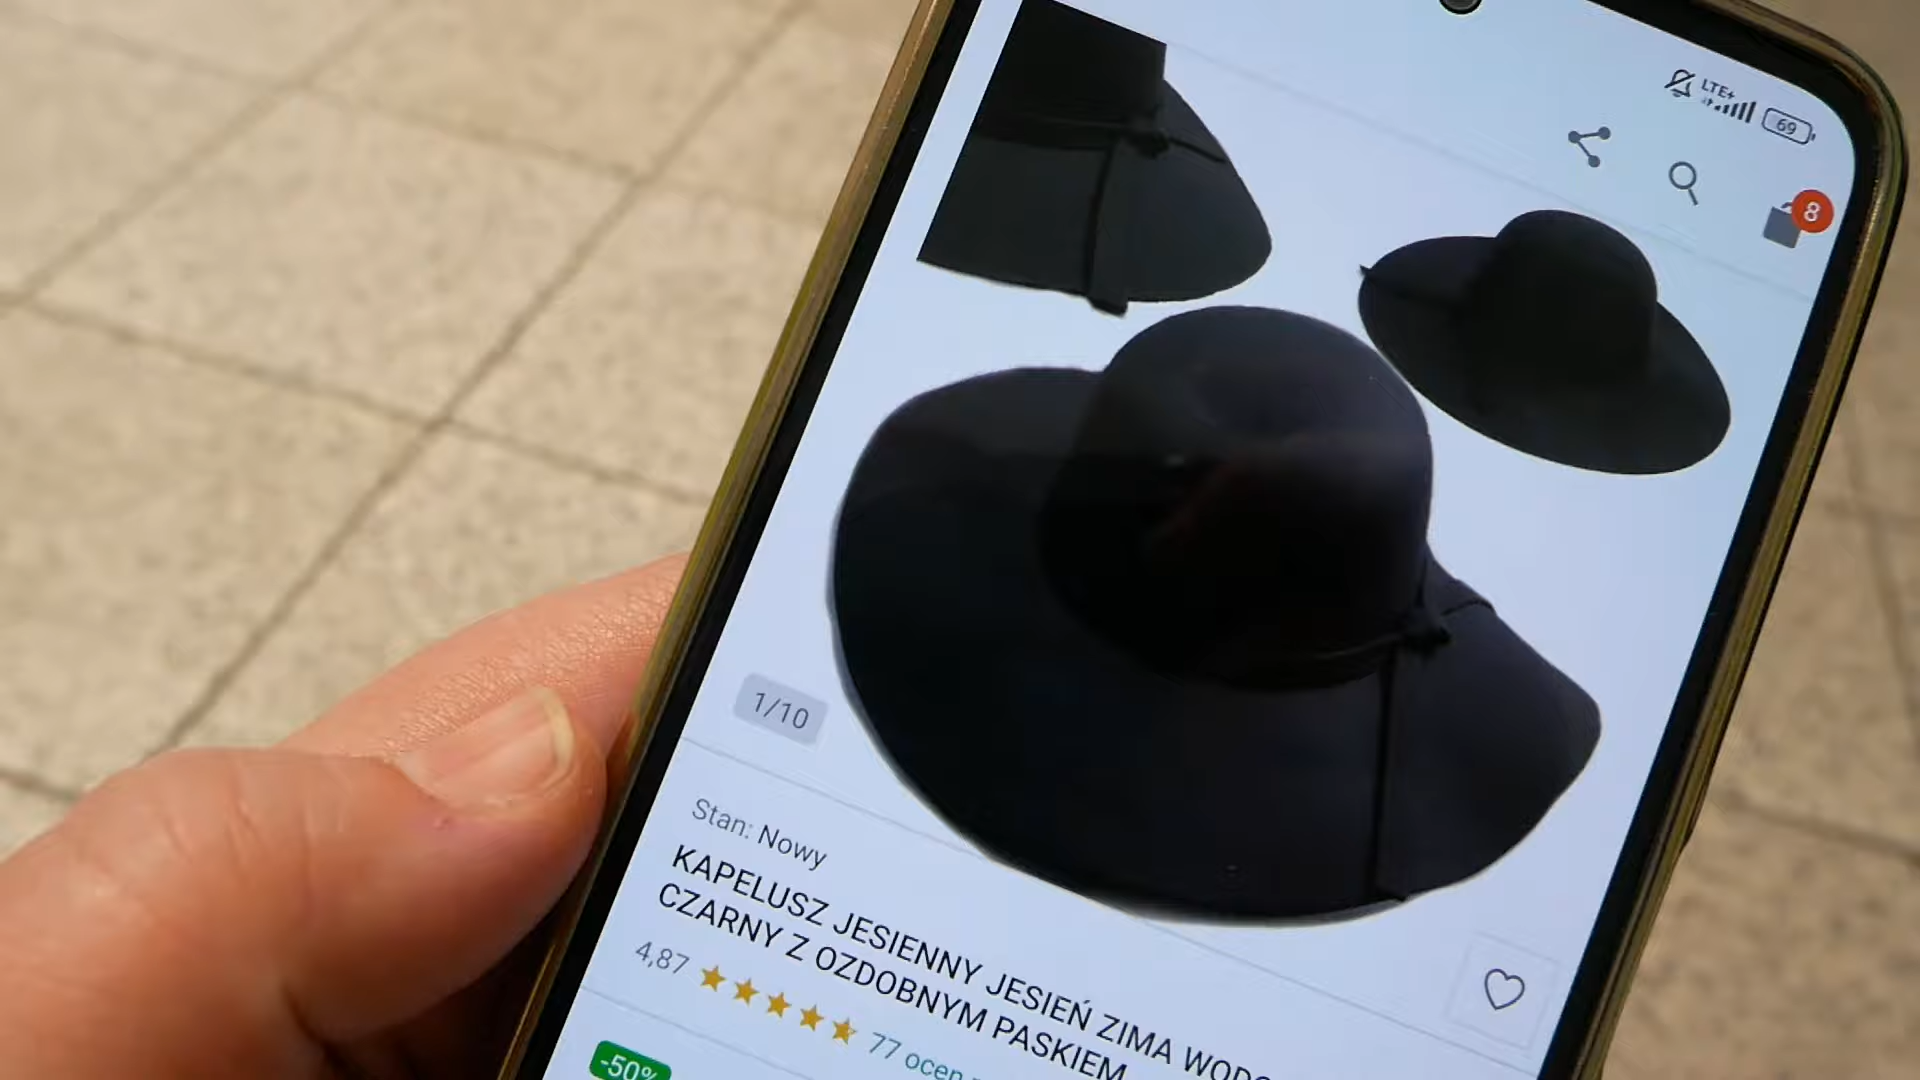 LTE+
69
8
1/10
Stan: Nowy
KAPELUSZ JESIENNY JESIEŃ ZIMA
CZARNY Z OZDOBNYM PASKIEM
4,87 77 ocen
-50%